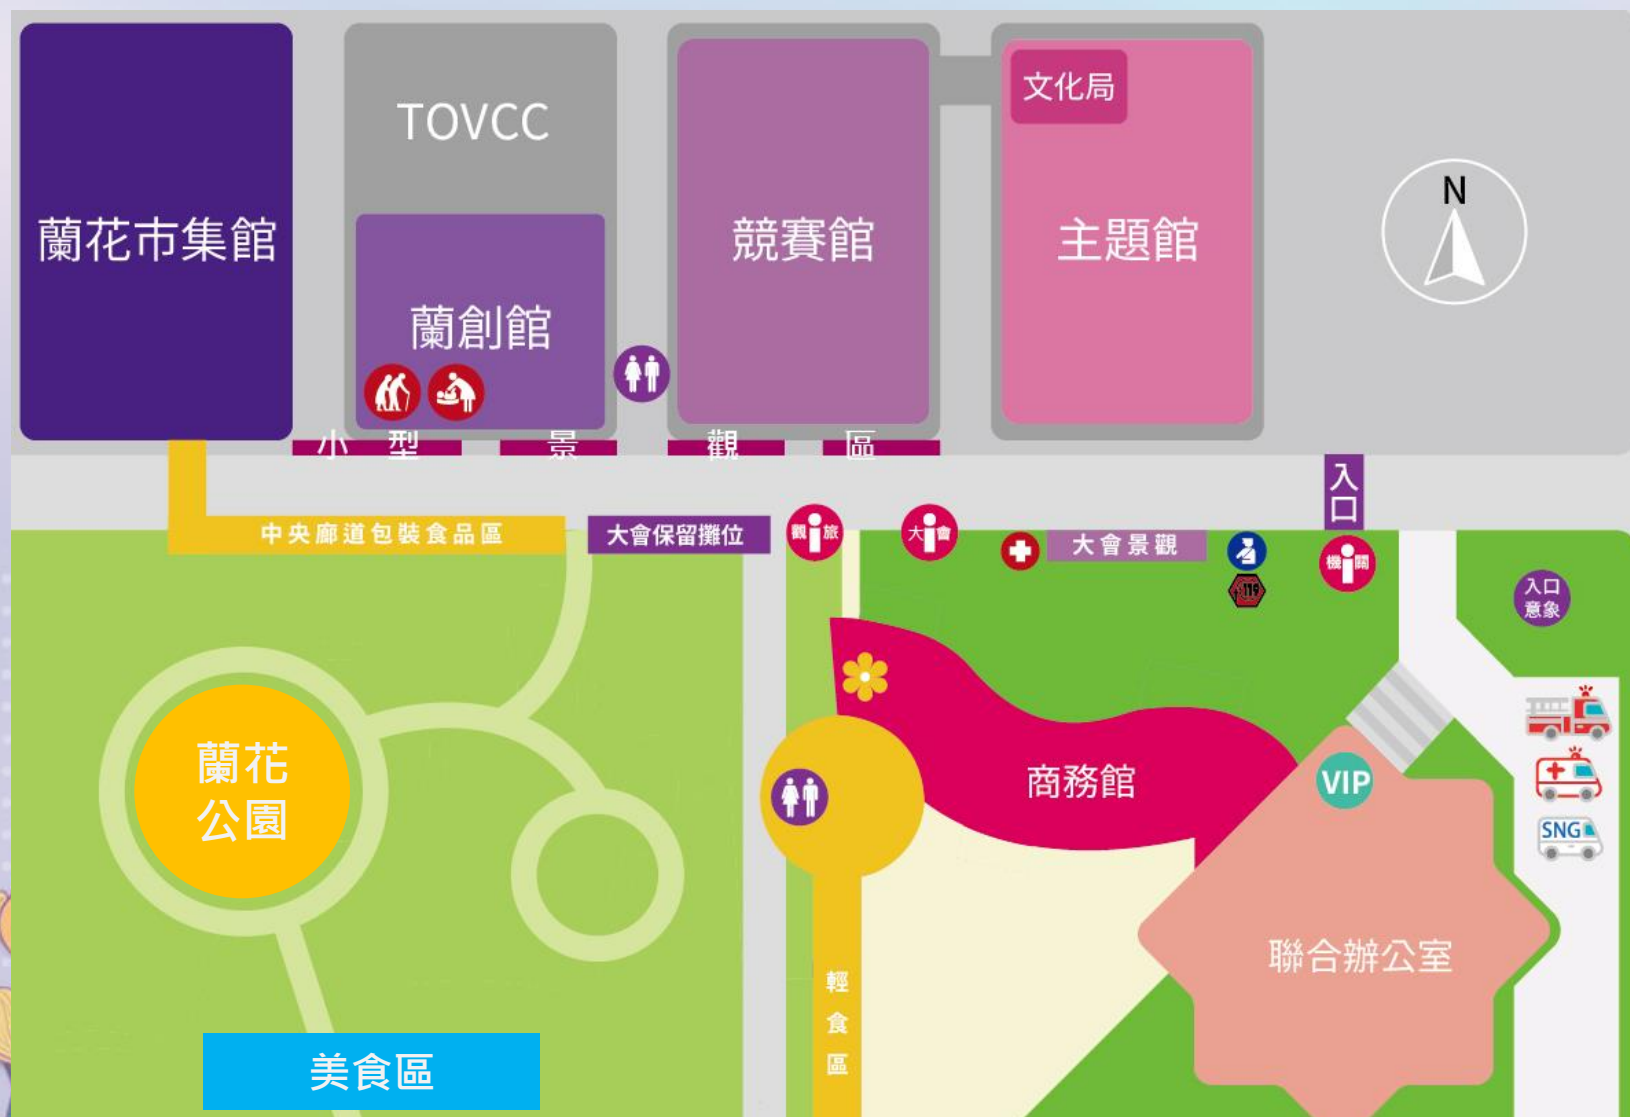 蘭花市集館
TOVCC
蘭創館
競賽館
文化局
主題館
N
小型景觀區
入口
中央廊道包裝食品區
大會保留攤位
觀i旅
大i會
大會景觀
119
機i關
入口
意象
蘭花
公園
商務館
VIP
SNG
聯合辦公室
輕食區
美食區